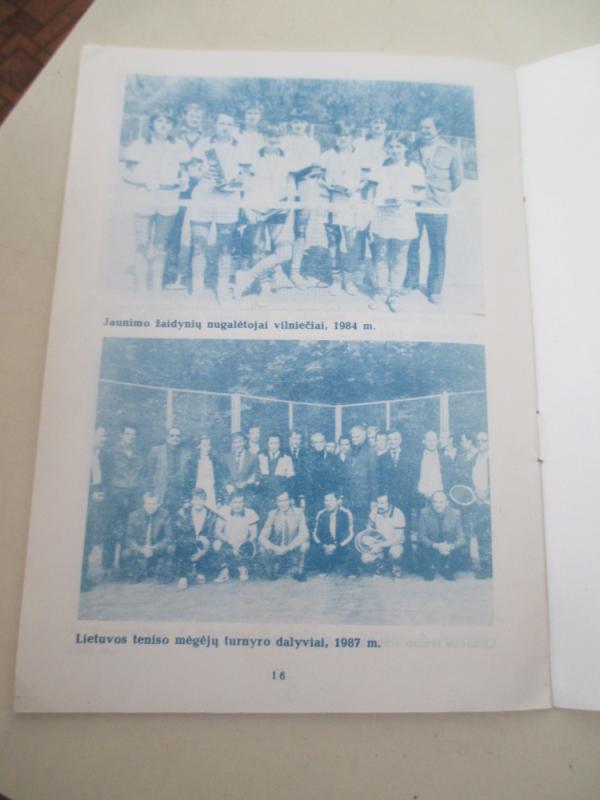 Jaunimo žaidynių nugalėtojai vilniečiai, 1984 m.
Lietuvos teniso mėgėjų turnyro dalyviai, 1987 m.
16